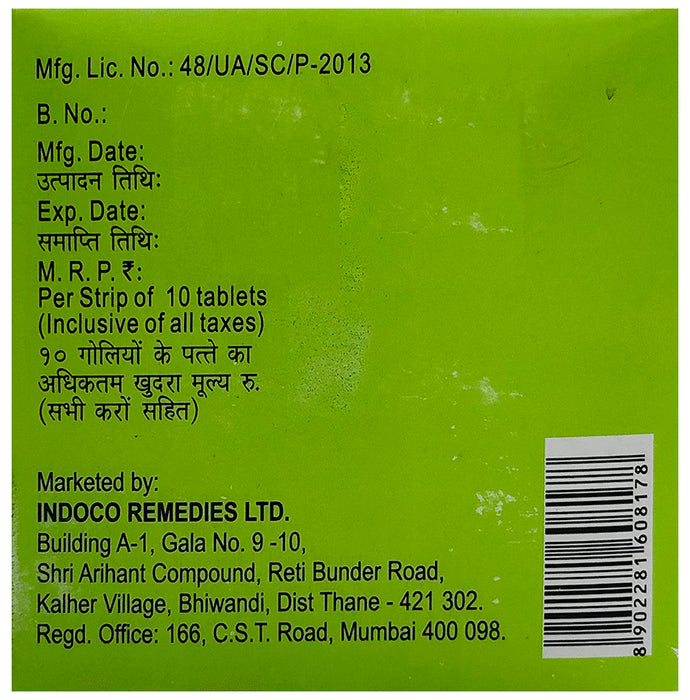 Mfg. Lic. No.: 48/UA/SC/P-2013
B. No.:
Mfg. Date:
उत्पादन तिथि:
Exp. Date:
समाप्ति तिथि:
M. R. P. ₹:
Per Strip of 10 tablets
(Inclusive of all taxes)
१० गोलियों के पत्ते का
अधिकतम खुदरा मूल्य रु.
(सभी करों सहित)
Marketed by:
INDOCO REMEDIES LTD.
Building A-1, Gala No. 9 -10,
Shri Arihant Compound, Reti Bunder Road,
Kalher Village, Bhiwandi, Dist Thane - 421 302.
Regd. Office: 166, C.S.T. Road, Mumbai 400 098.
8 902281 608178